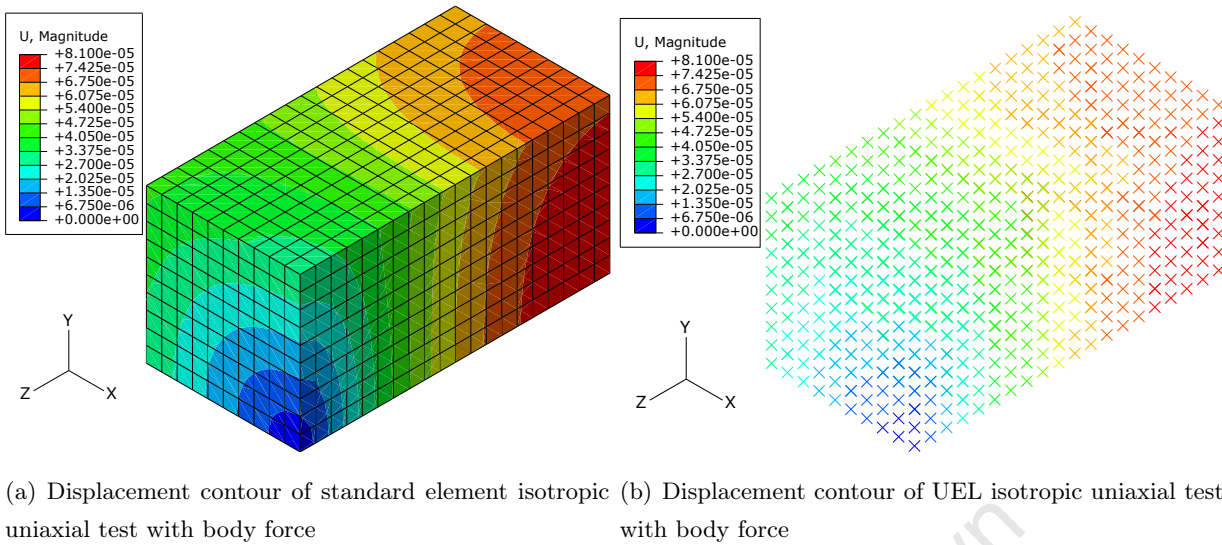 U, Magnitude
+8.100e-05
+7.425e-05
+6.750e-05
+6.075e-05
+5.400e-05
+4.725e-05
+4.050e-05
+3.375e-05
+2.700e-05
+2.025e-05
+1.350e-05
+6.750e-06
+0.000e+00
Y
Z
X
U, Magnitude
+8.100e-05
+7.425e-05
+6.750e-05
+6.075e-05
+5.400e-05
+4.725e-05
+4.050e-05
+3.375e-05
+2.700e-05
+2.025e-05
+1.350e-05
+6.750e-06
+0.000e+00
Y
Z
X
(a) Displacement contour of standard element isotropic
uniaxial test with body force
(b) Displacement contour of UEL isotropic uniaxial test
with body force